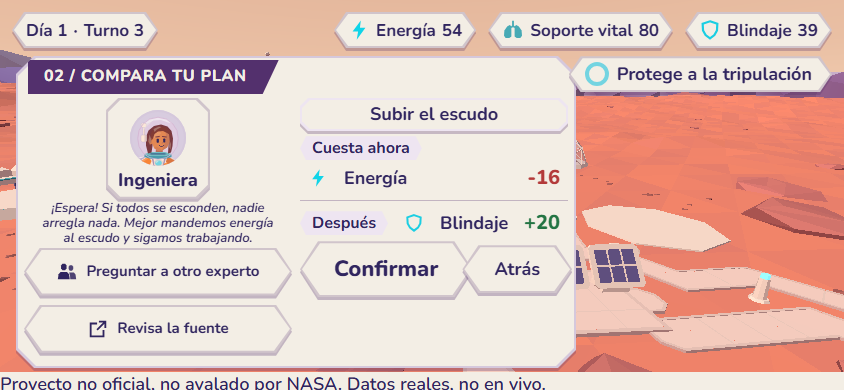 Día 1 · Turno 3
Energía 54
Soporte vital 80
Blindaje 39
02 / COMPARA TU PLAN
Protege a la tripulación
Ingeniera
¡Espera! Si todos se esconden, nadie
arregla nada. Mejor mandemos energía
al escudo y sigamos trabajando.
Preguntar a otro experto
Revisa la fuente
Subir el escudo
Cuesta ahora
Energía -16
Después Blindaje +20
Confirmar
Atrás
Proyecto no oficial, no avalado por NASA. Datos reales, no en vivo.